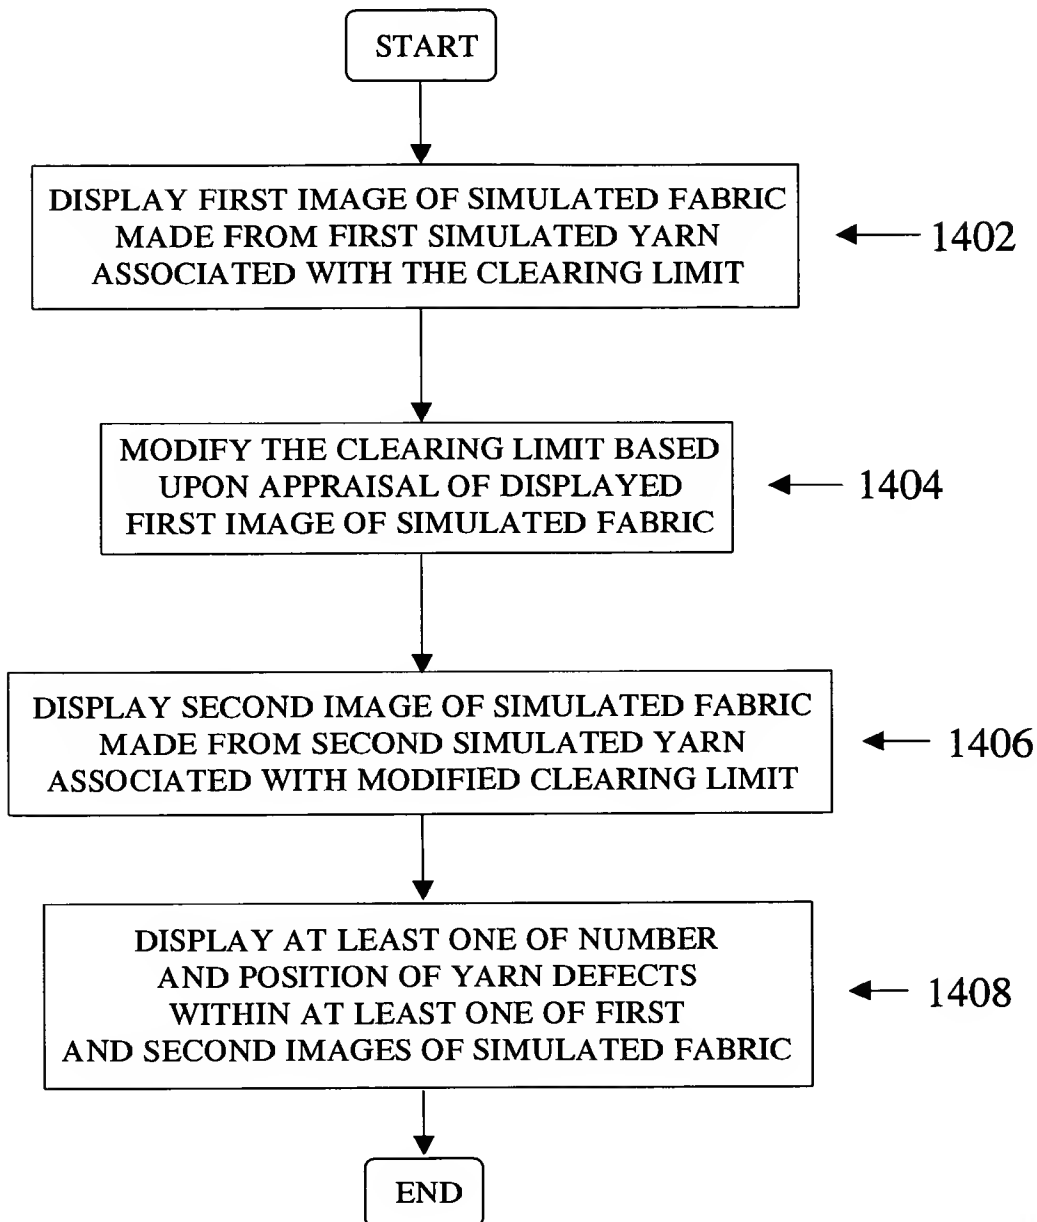 START
DISPLAY FIRST IMAGE OF SIMULATED FABRIC
MADE FROM FIRST SIMULATED YARN
ASSOCIATED WITH THE CLEARING LIMIT
1402
MODIFY THE CLEARING LIMIT BASED
UPON APPRAISAL OF DISPLAYED
FIRST IMAGE OF SIMULATED FABRIC
1404
DISPLAY SECOND IMAGE OF SIMULATED FABRIC
MADE FROM SECOND SIMULATED YARN
ASSOCIATED WITH MODIFIED CLEARING LIMIT
1406
DISPLAY AT LEAST ONE OF NUMBER
AND POSITION OF YARN DEFECTS
WITHIN AT LEAST ONE OF FIRST
AND SECOND IMAGES OF SIMULATED FABRIC
1408
END